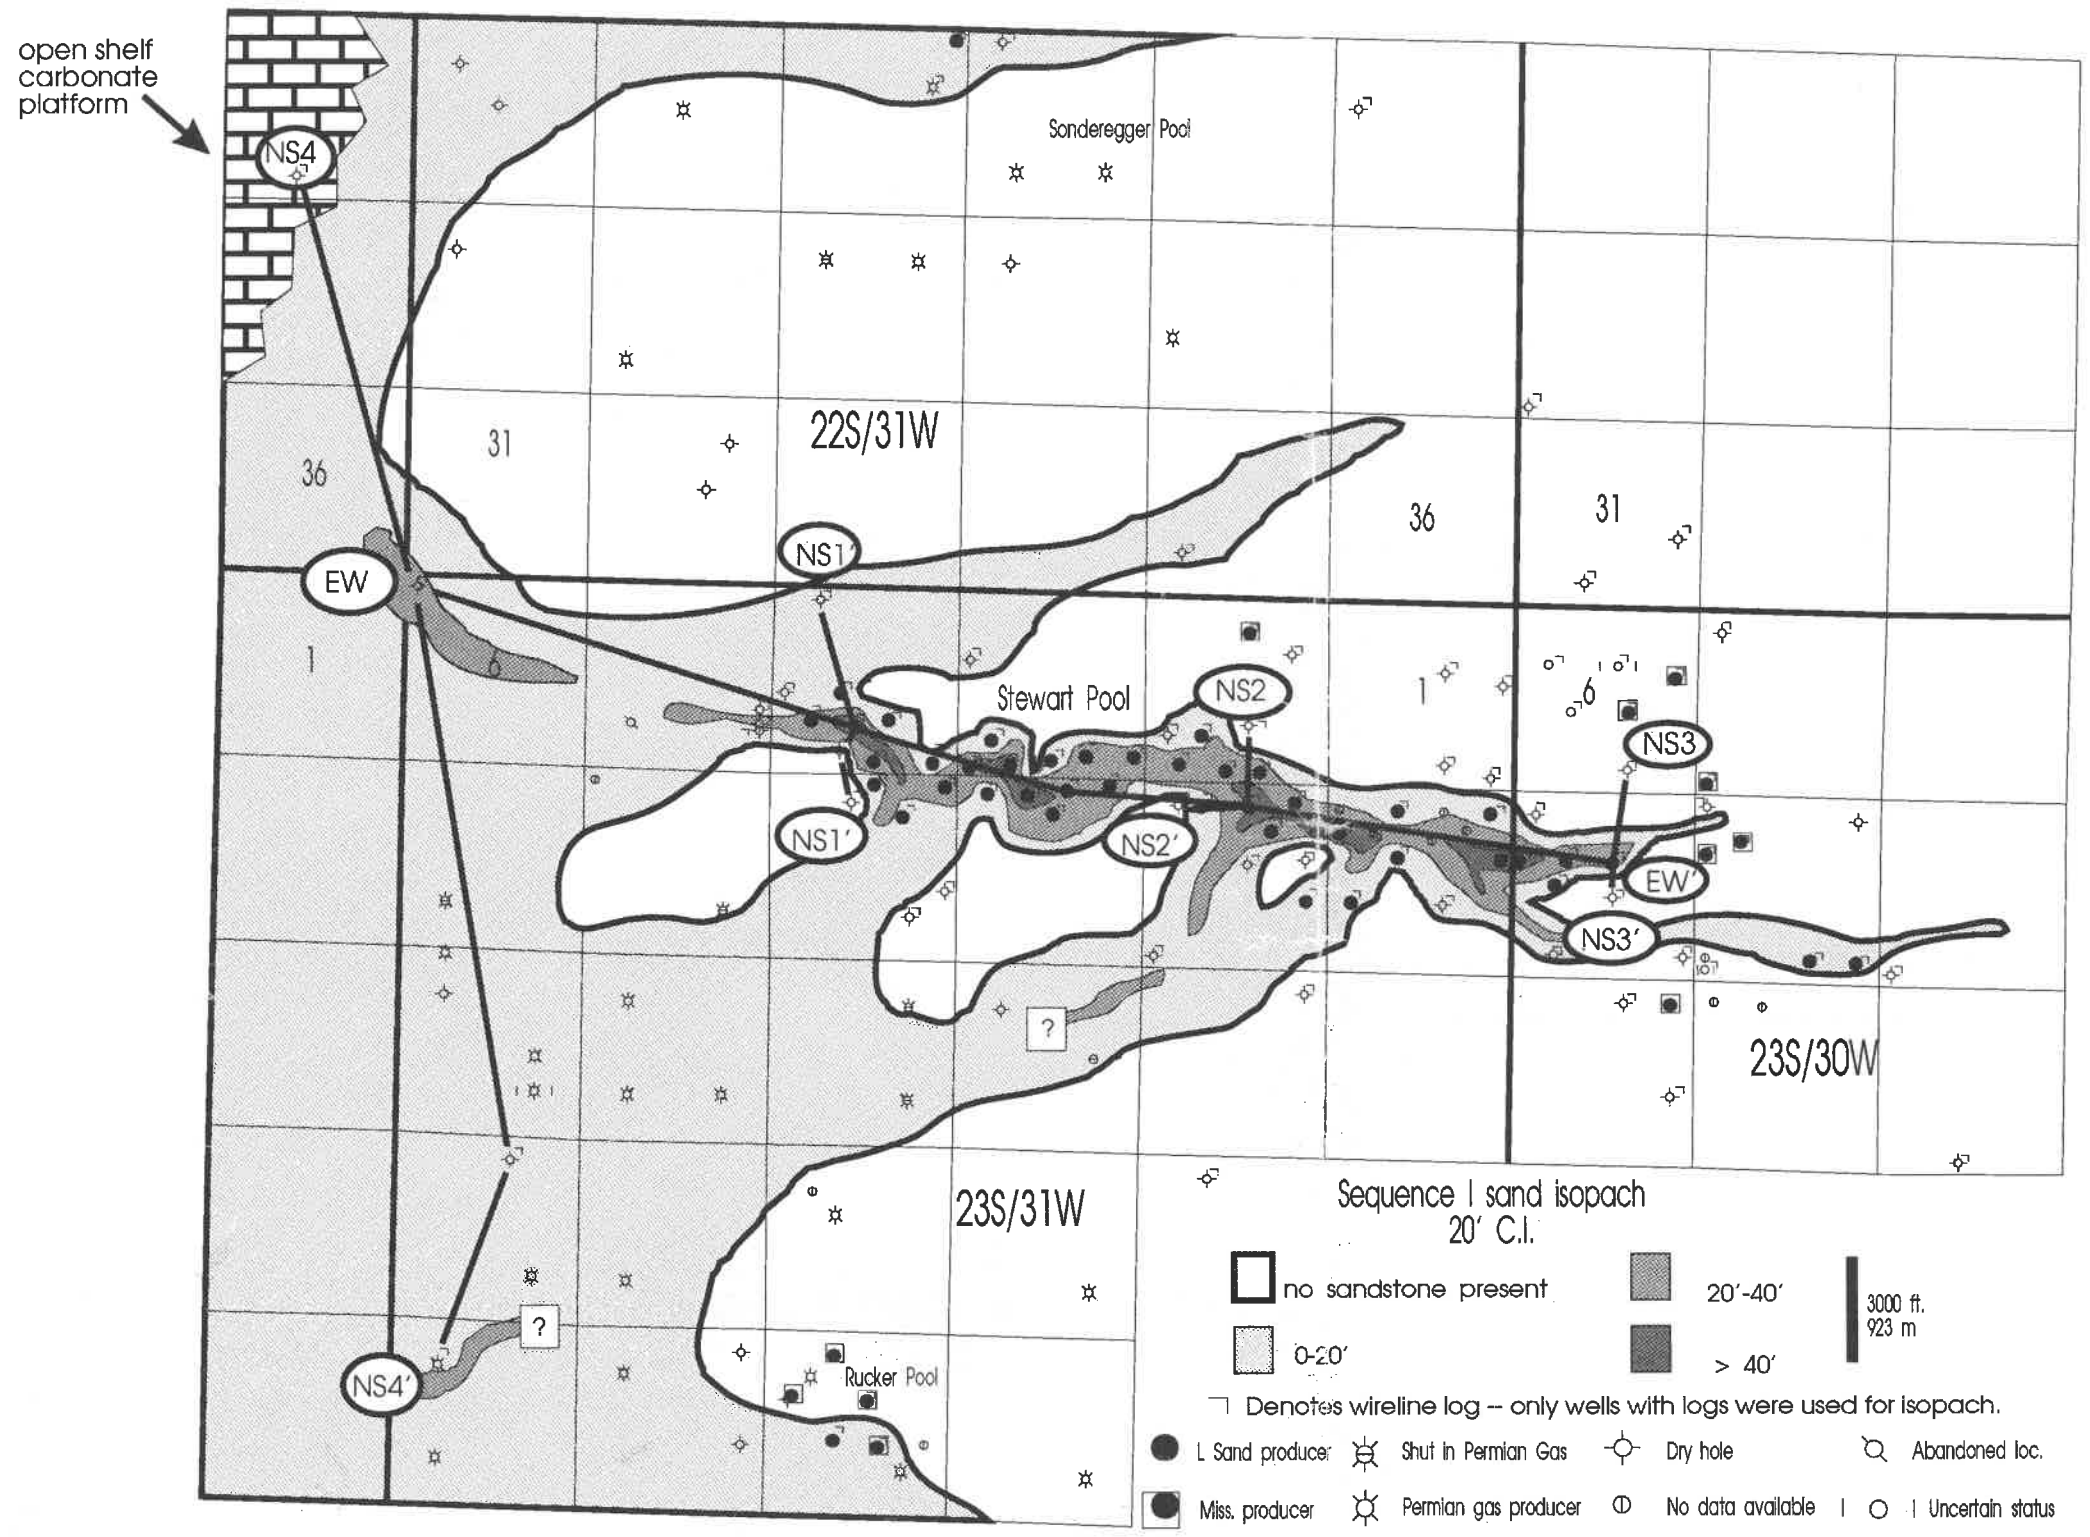 open shelf
carbonate
platform
NS4
Sonderegger Pool
22S/31W
31
36
36
31
NS1'
EW
1
6
Stewart Pool
NS2
1
6
NS3
NS1'
NS2'
EW'
NS3'
?
23S/30W
23S/31W
Sequence I sand isopach
20' C.I.
no sandstone present
20'-40'
3000 ft.
923 m
0-20'
> 40'
?
NS4'
Rucker Pool
Denotes wireline log -- only wells with logs were used for isopach.
L Sand producer
Shut in Permian Gas
Dry hole
Abandoned loc.
Miss. producer
Permian gas producer
No data available
Uncertain status